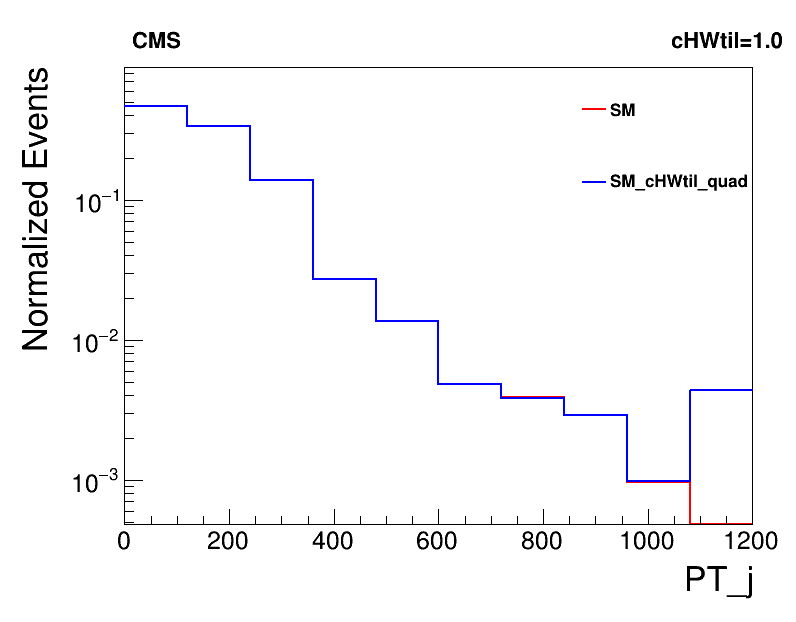 CMS
cHWtil=1.0
Normalized Events
SM
SM_cHWtil_quad
10⁻¹
10⁻²
10⁻³
0 200 400 600 800 1000 1200
PT_j